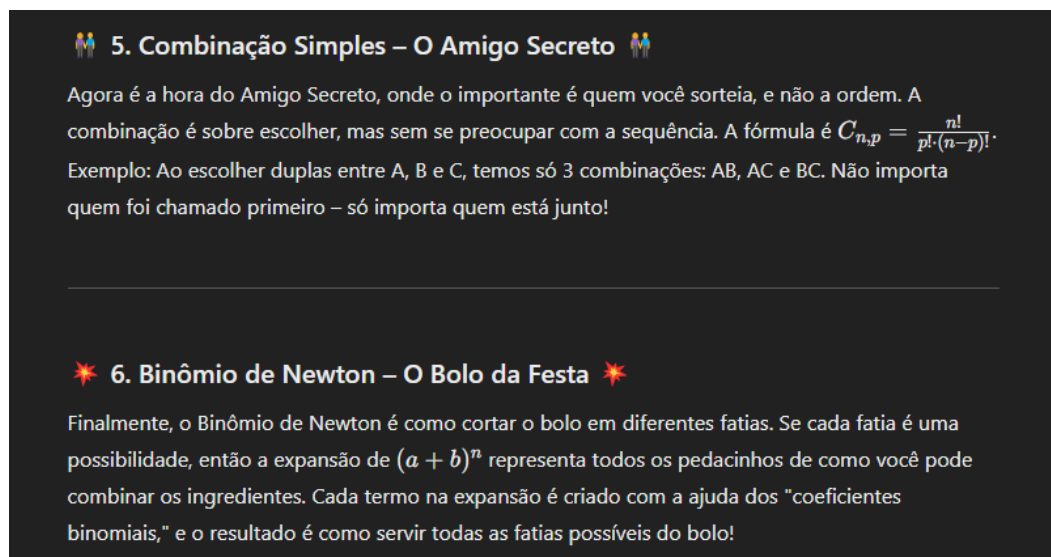 👬 5. Combinação Simples – O Amigo Secreto 👬
Agora é a hora do Amigo Secreto, onde o importante é quem você sorteia, e não a ordem. A
combinação é sobre escolher, mas sem se preocupar com a sequência. A fórmula é $C_{n,p} = \frac{n!}{p!\cdot(n-p)!}$.
Exemplo: Ao escolher duplas entre A, B e C, temos só 3 combinações: AB, AC e BC. Não importa
quem foi chamado primeiro – só importa quem está junto!
💥 6. Binômio de Newton – O Bolo da Festa 💥
Finalmente, o Binômio de Newton é como cortar o bolo em diferentes fatias. Se cada fatia é uma
possibilidade, então a expansão de $(a + b)^n$ representa todos os pedacinhos de como você pode
combinar os ingredientes. Cada termo na expansão é criado com a ajuda dos "coeficientes
binomiais," e o resultado é como servir todas as fatias possíveis do bolo!